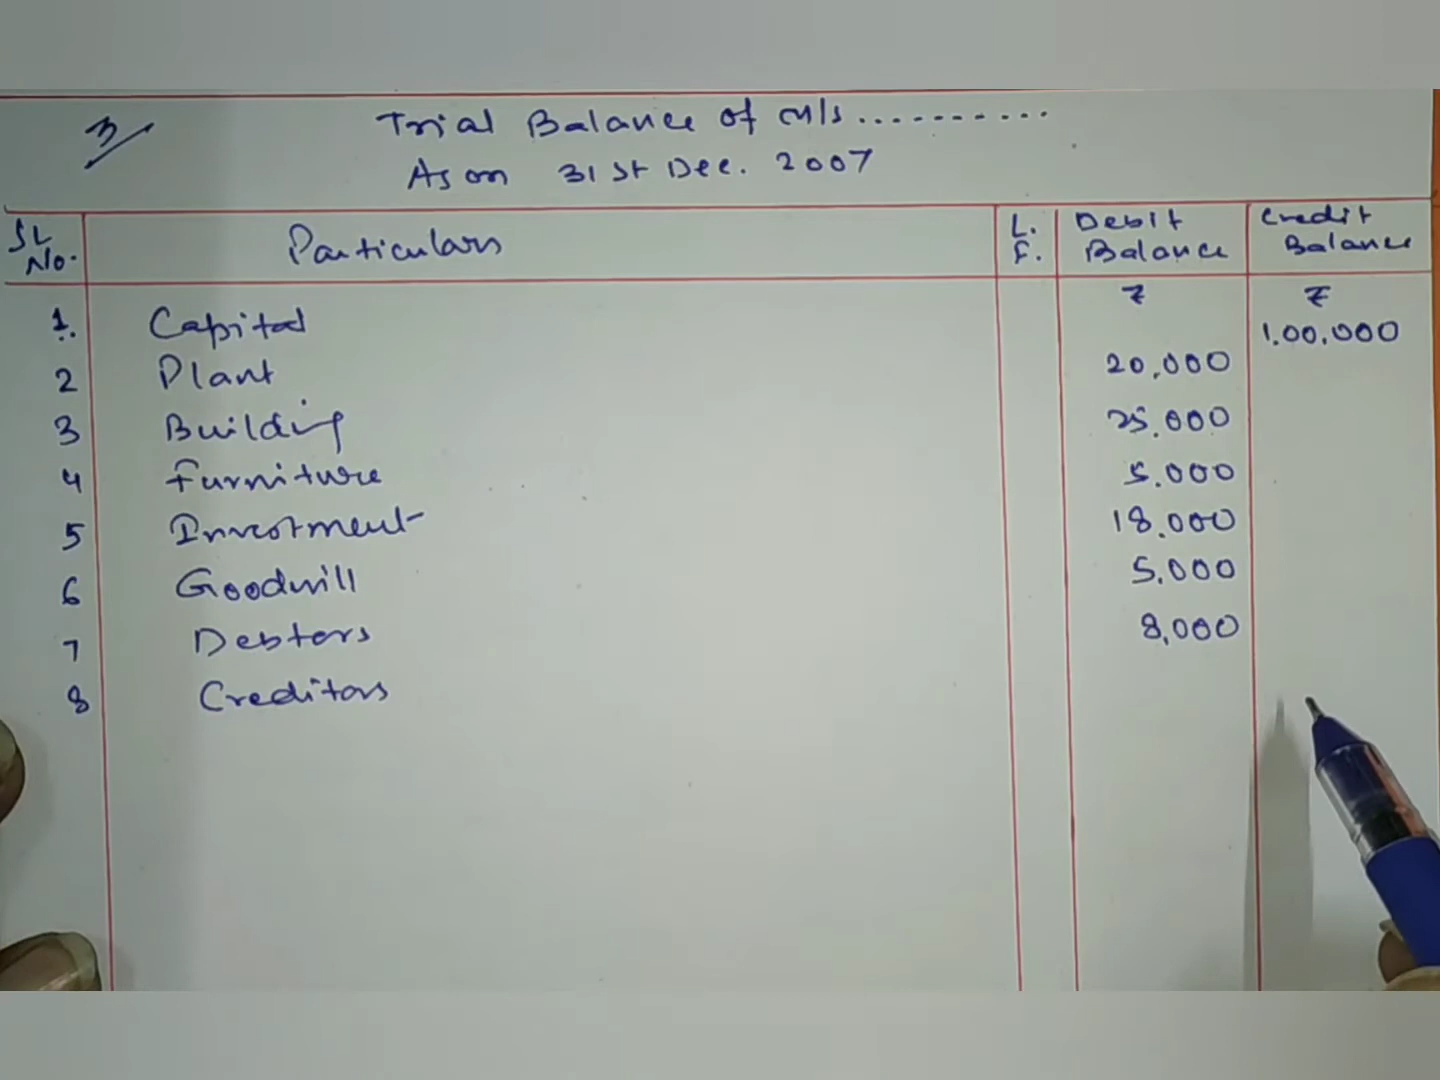 3
Trial Balance of M/s..........
As on 31st Dec. 2007
SL No. Particulars L. F. Debit Balance Credit Balance
₹ ₹
1. Capital 1,00,000
2 Plant 20,000
3 Building 25,000
4 Furniture 5,000
5 Investment 18,000
6 Goodwill 5,000
7 Debtors 8,000
8 Creditors